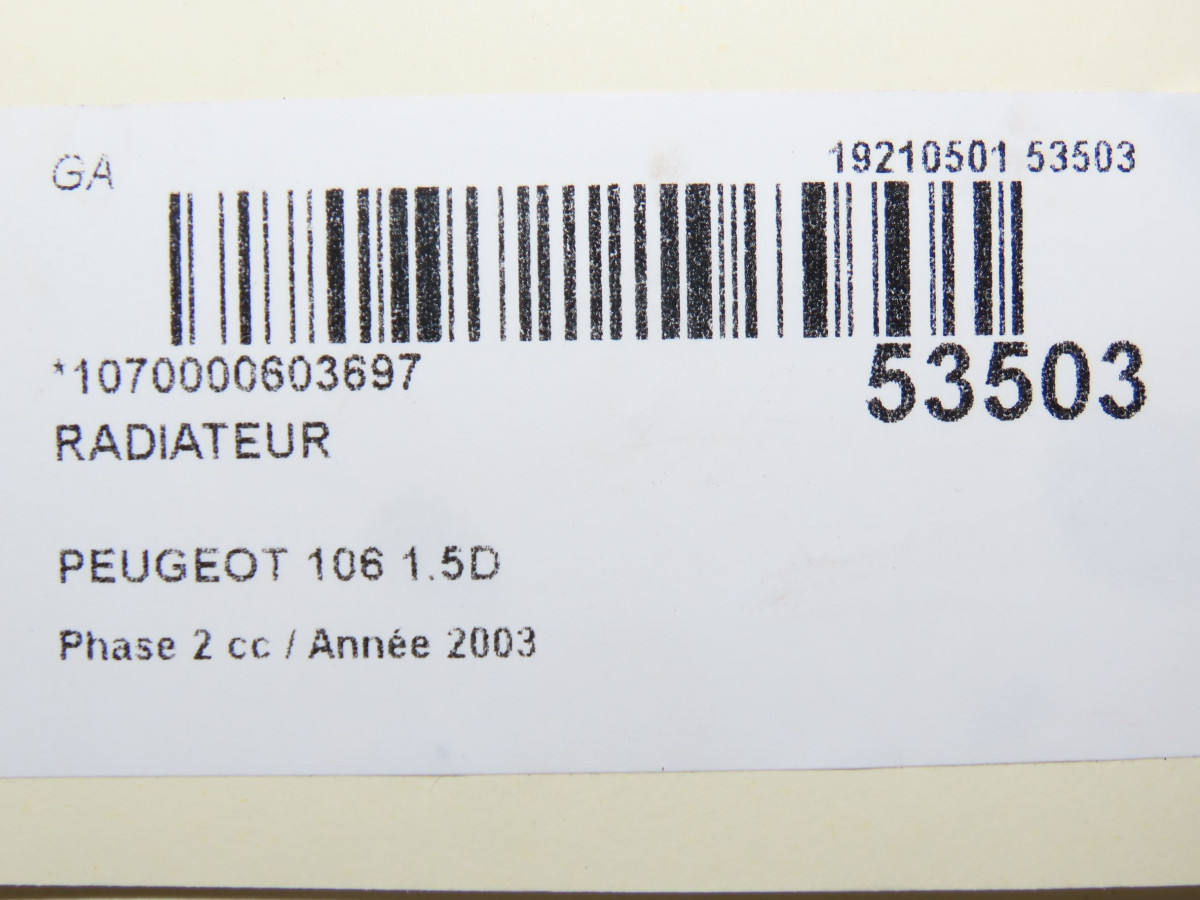 GA
19210501 53503
*1070000603697
53503
RADIATEUR
PEUGEOT 106 1.5D
Phase 2 cc / Année 2003